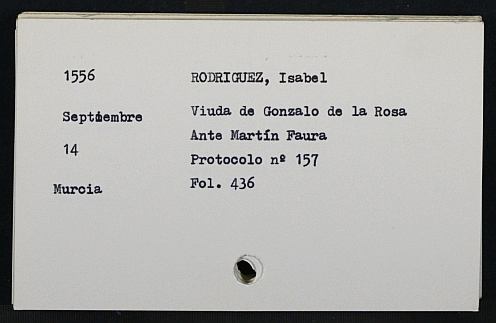 1556
RODRIGUEZ, Isabel
Septiembre
Viuda de Gonzalo de la Rosa
Ante Martín Faura
14
Protocolo nº 157
Murcia
Fol. 436